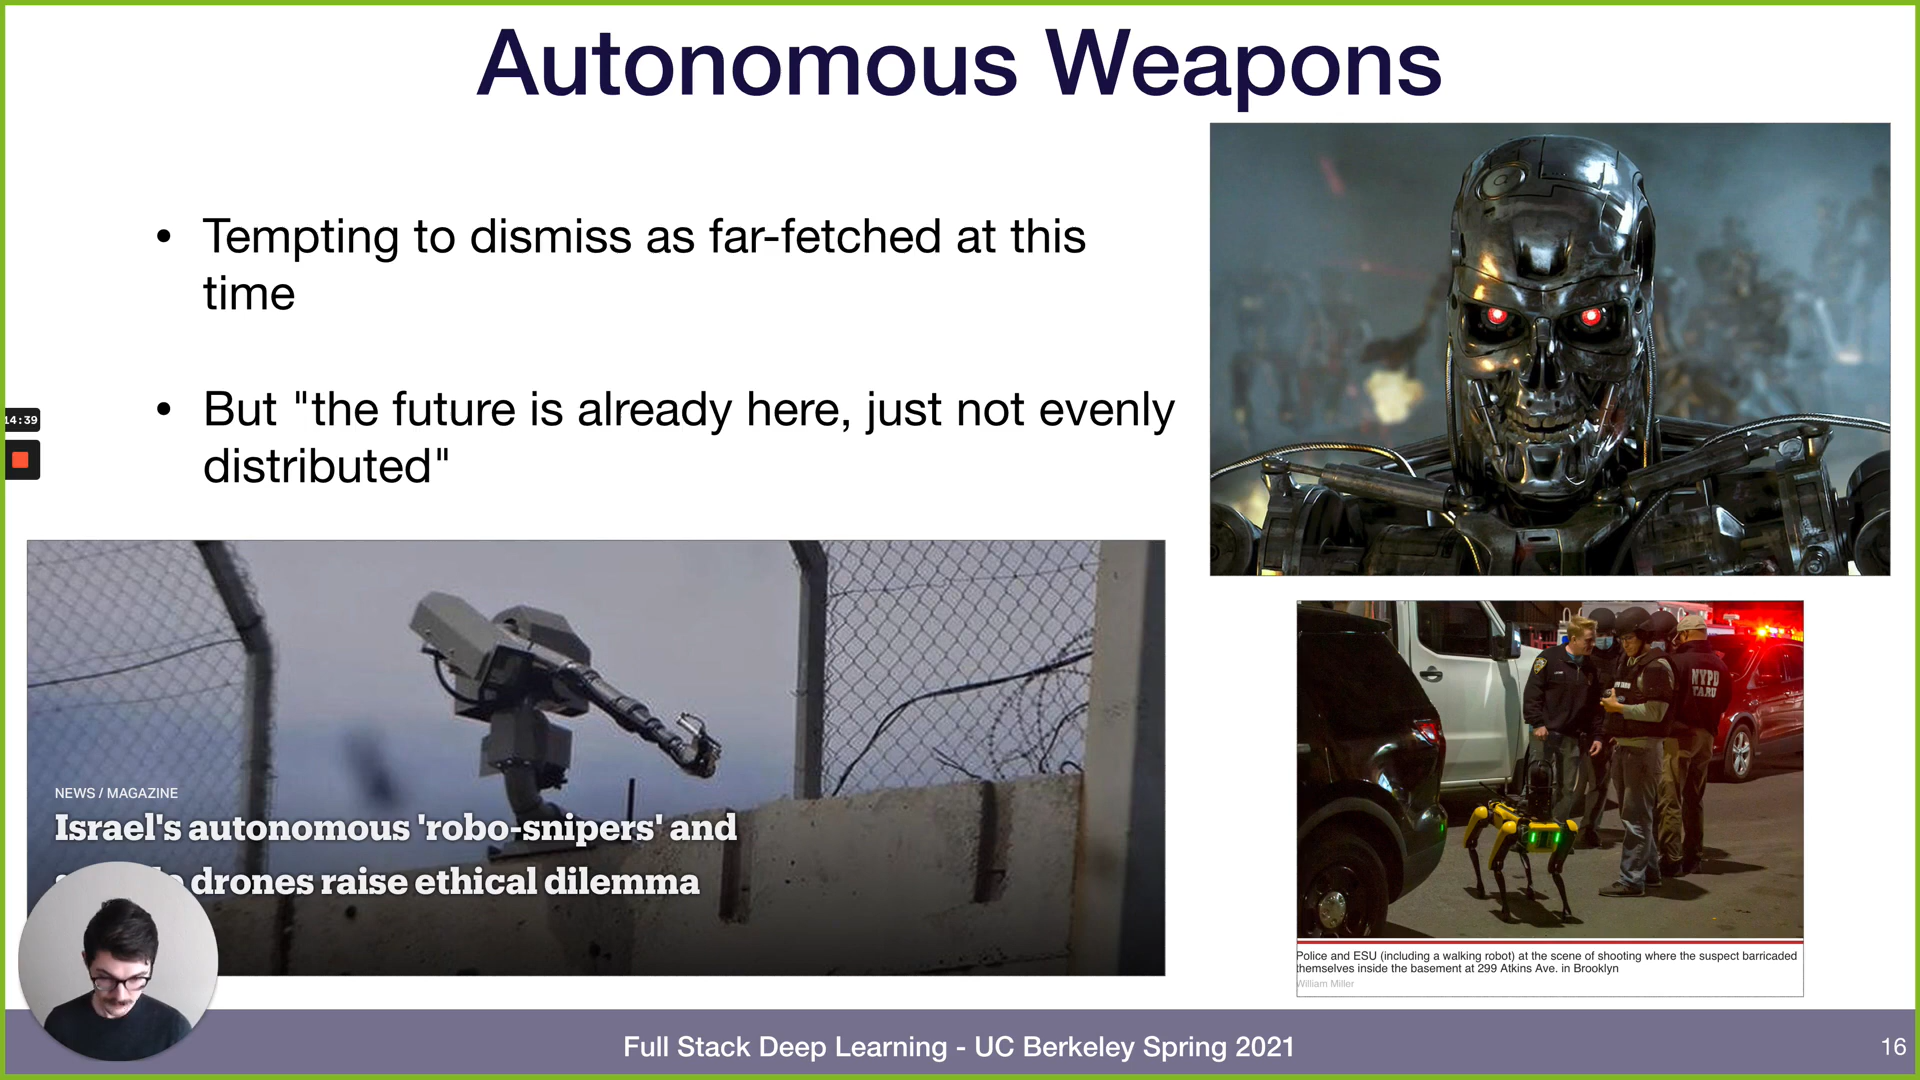 Autonomous Weapons
• Tempting to dismiss as far-fetched at this
time
• But "the future is already here, just not evenly
distributed"
14:39
NEWS / MAGAZINE
Israel's autonomous 'robo-snipers' and
drones raise ethical dilemma
NYPD
TARU
Police and ESU (including a walking robot) at the scene of shooting where the suspect barricaded
themselves inside the basement at 299 Atkins Ave. in Brooklyn
William Miller
Full Stack Deep Learning - UC Berkeley Spring 2021
16